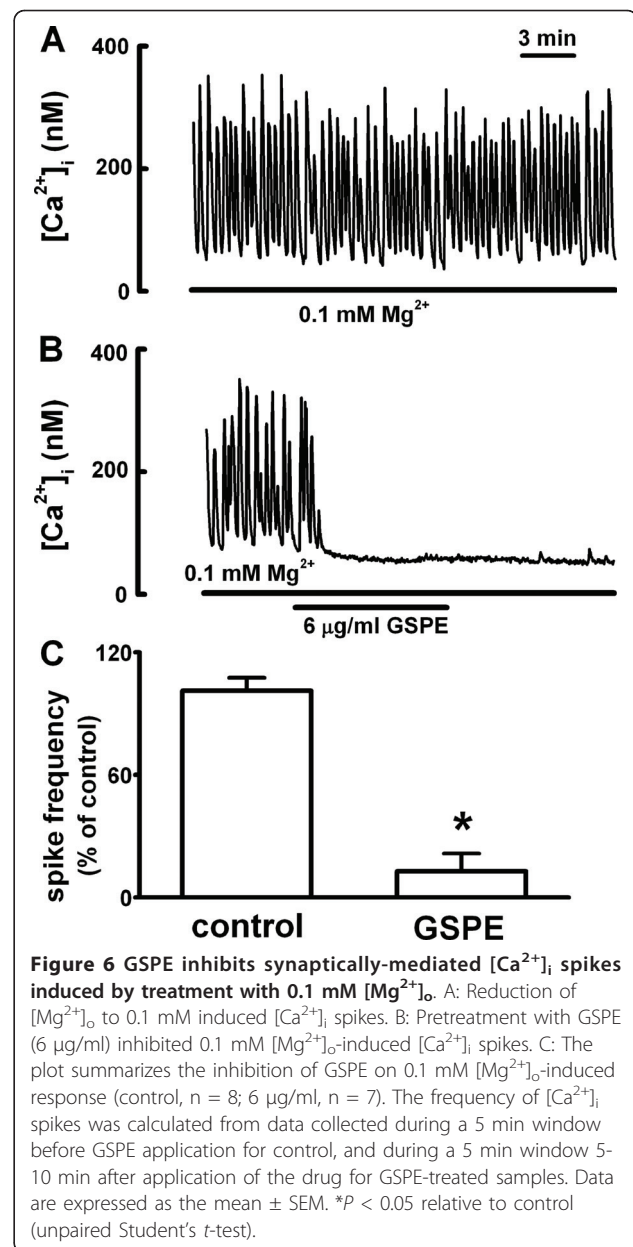 A
3 min
400
200
0
[Ca²⁺]ᵢ (nM)
0.1 mM Mg²⁺
B
400
200
0
[Ca²⁺]ᵢ (nM)
0.1 mM Mg²⁺
6 µg/ml GSPE
C
120
60
0
spike frequency
(% of control)
*
control GSPE
Figure 6 GSPE inhibits synaptically-mediated [Ca²⁺]ᵢ spikes
induced by treatment with 0.1 mM [Mg²⁺]ₒ. A: Reduction of
[Mg²⁺]ₒ to 0.1 mM induced [Ca²⁺]ᵢ spikes. B: Pretreatment with GSPE
(6 µg/ml) inhibited 0.1 mM [Mg²⁺]ₒ-induced [Ca²⁺]ᵢ spikes. C: The
plot summarizes the inhibition of GSPE on 0.1 mM [Mg²⁺]ₒ-induced
response (control, n = 8; 6 µg/ml, n = 7). The frequency of [Ca²⁺]ᵢ
spikes was calculated from data collected during a 5 min window
before GSPE application for control, and during a 5 min window 5-
10 min after application of the drug for GSPE-treated samples. Data
are expressed as the mean ± SEM. *P < 0.05 relative to control
(unpaired Student's t-test).